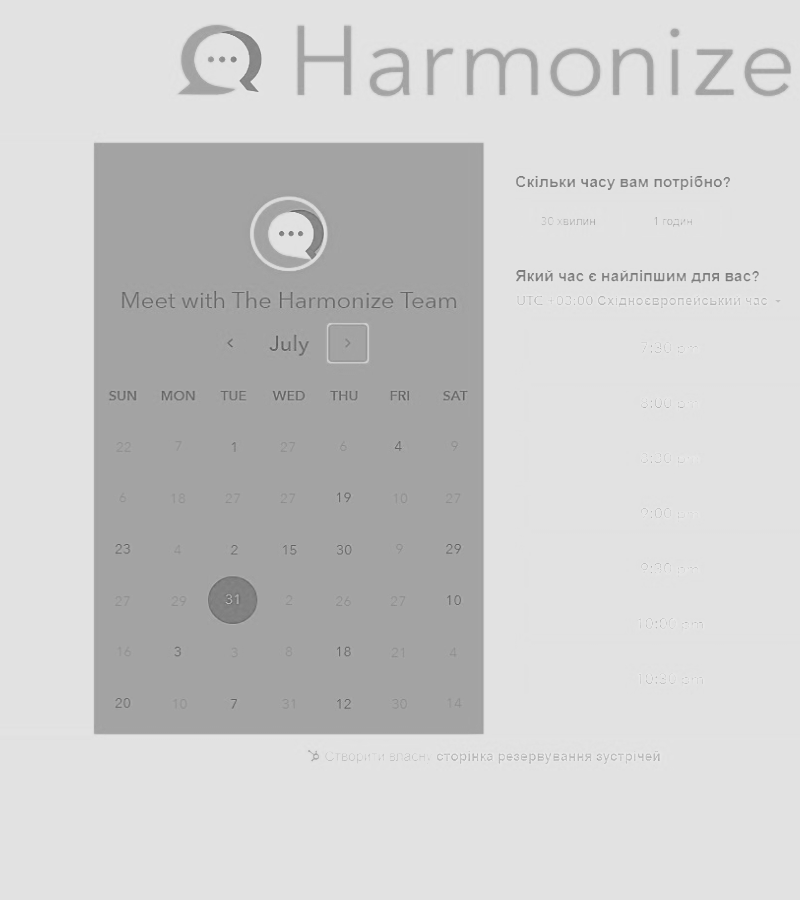 Harmonize
Meet with The Harmonize Team
July
SUN MON TUE WED THU FRI SAT
22 7 1 27 6 4 9
6 18 27 27 19 10 27
23 4 2 15 30 9 29
27 29 31 2 26 27 10
16 3 3 8 18 21 4
20 10 7 31 12 30 14
Скільки часу вам потрібно?
30 хвилин 1 годин
Який час є найліпшим для вас?
UTC +03:00 Східноєвропейський час
7:30 pm
8:00 pm
8:30 pm
9:00 pm
9:30 pm
10:00 pm
10:30 pm
Створити власну сторінка резервування зустрічей